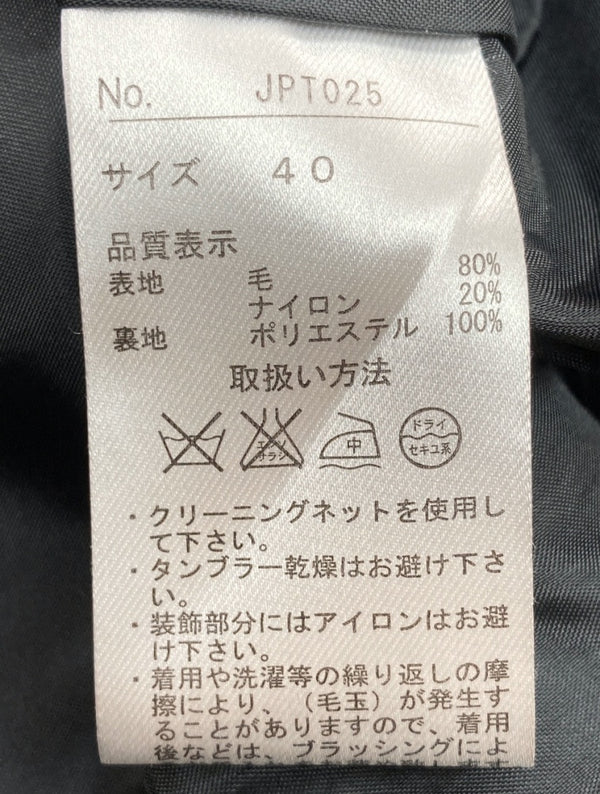 No. JPT025
サイズ 40
品質表示
表地 毛 80%
ナイロン 20%
裏地 ポリエステル 100%
取扱い方法
エンソ
サラシ
中
ドライ
セキユ系
・クリーニングネットを使用し
て下さい。
・タンブラー乾燥はお避け下さ
い。
・装飾部分にはアイロンはお避
け下さい。
・着用や洗濯等の繰り返しの摩
擦により、（毛玉）が発生す
ることがありますので、着用
後などは、ブラッシングによ